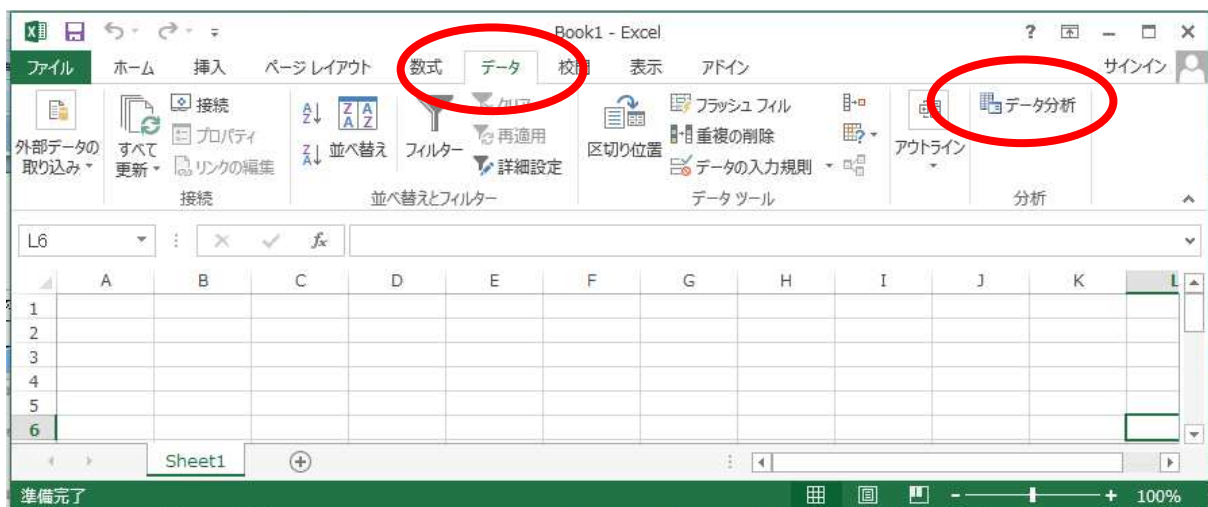 Book1 - Excel
ファイル ホーム 挿入 ページ レイアウト 数式 データ 校閲 表示 アドイン サインイン
外部データの取り込み
すべて更新
接続
プロパティ
リンクの編集
接続
並べ替え
フィルター
クリア
再適用
詳細設定
並べ替えとフィルター
区切り位置
フラッシュ フィル
重複の削除
データの入力規則
データ ツール
アウトライン
データ分析
分析
L6
fx
A B C D E F G H I J K L
1
2
3
4
5
6
Sheet1
準備完了
100%